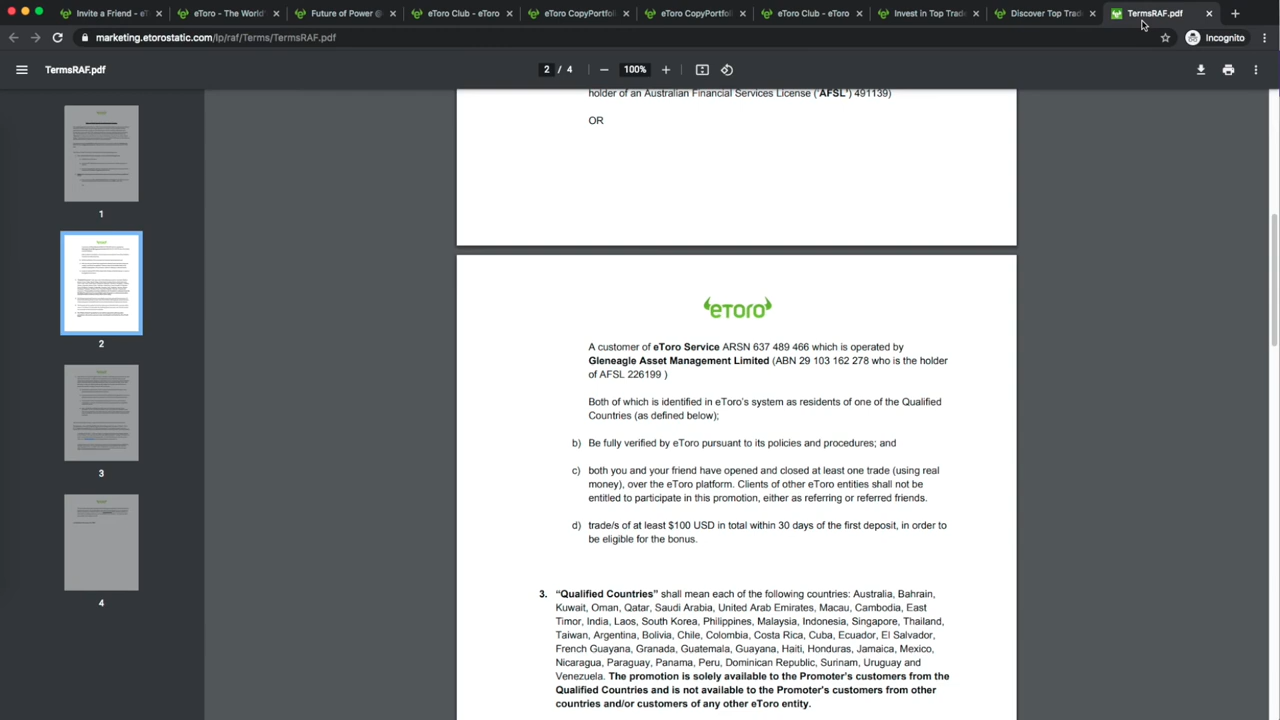 Invite a Friend - eT
eToro - The World'
Future of Power @
eToro Club - eToro
eToro CopyPortfol
eToro CopyPortfol
eToro Club - eToro
Invest in Top Trade
Discover Top Trad
TermsRAF.pdf
marketing.etorostatic.com/lp/raf/Terms/TermsRAF.pdf
Incognito
TermsRAF.pdf
2 / 4
100%
holder of an Australian Financial Services License ('AFSL') 491139)
OR
1
2
3
4
eToro
A customer of eToro Service ARSN 637 489 466 which is operated by
Gleneagle Asset Management Limited (ABN 29 103 162 278 who is the holder
of AFSL 226199 )
Both of which is identified in eToro's system as residents of one of the Qualified
Countries (as defined below);
b) Be fully verified by eToro pursuant to its policies and procedures; and
c) both you and your friend have opened and closed at least one trade (using real
money), over the eToro platform. Clients of other eToro entities shall not be
entitled to participate in this promotion, either as referring or referred friends.
d) trade/s of at least $100 USD in total within 30 days of the first deposit, in order to
be eligible for the bonus.
3. "Qualified Countries" shall mean each of the following countries: Australia, Bahrain,
Kuwait, Oman, Qatar, Saudi Arabia, United Arab Emirates, Macau, Cambodia, East
Timor, India, Laos, South Korea, Philippines, Malaysia, Indonesia, Singapore, Thailand,
Taiwan, Argentina, Bolivia, Chile, Colombia, Costa Rica, Cuba, Ecuador, El Salvador,
French Guayana, Granada, Guatemala, Guayana, Haiti, Honduras, Jamaica, Mexico,
Nicaragua, Paraguay, Panama, Peru, Dominican Republic, Surinam, Uruguay and
Venezuela. The promotion is solely available to the Promoter's customers from the
Qualified Countries and is not available to the Promoter's customers from other
countries and/or customers of any other eToro entity.